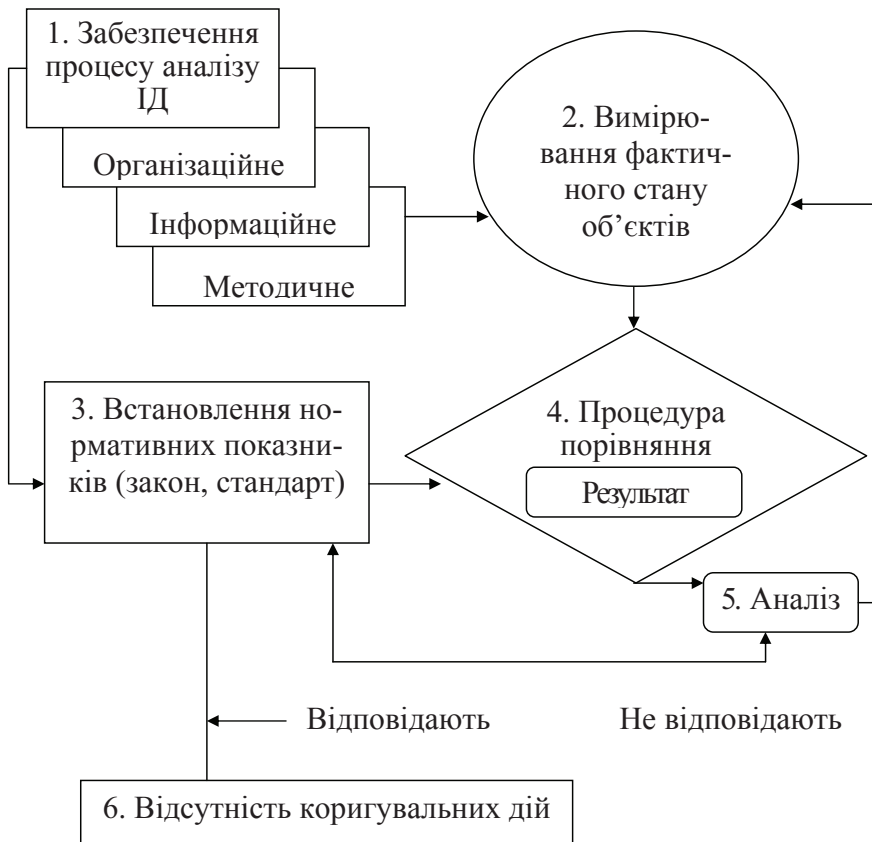 1. Забезпечення
процесу аналізу
ІД
Організаційне
Інформаційне
Методичне
2. Вимірю-
вання фактич-
ного стану
об’єктів
3. Встановлення но-
рмативних показни-
ків (закон, стандарт)
4. Процедура
порівняння
Результат
5. Аналіз
Відповідають
Не відповідають
6. Відсутність коригувальних дій